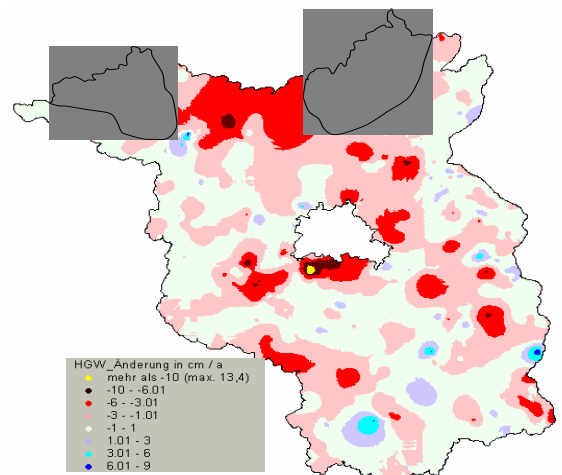 HGW_Änderung in cm / a
mehr als -10 (max. 13,4)
-10 - -6.01
-6 - -3.01
-3 - -1.01
-1 - 1
1.01 - 3
3.01 - 6
6.01 - 9